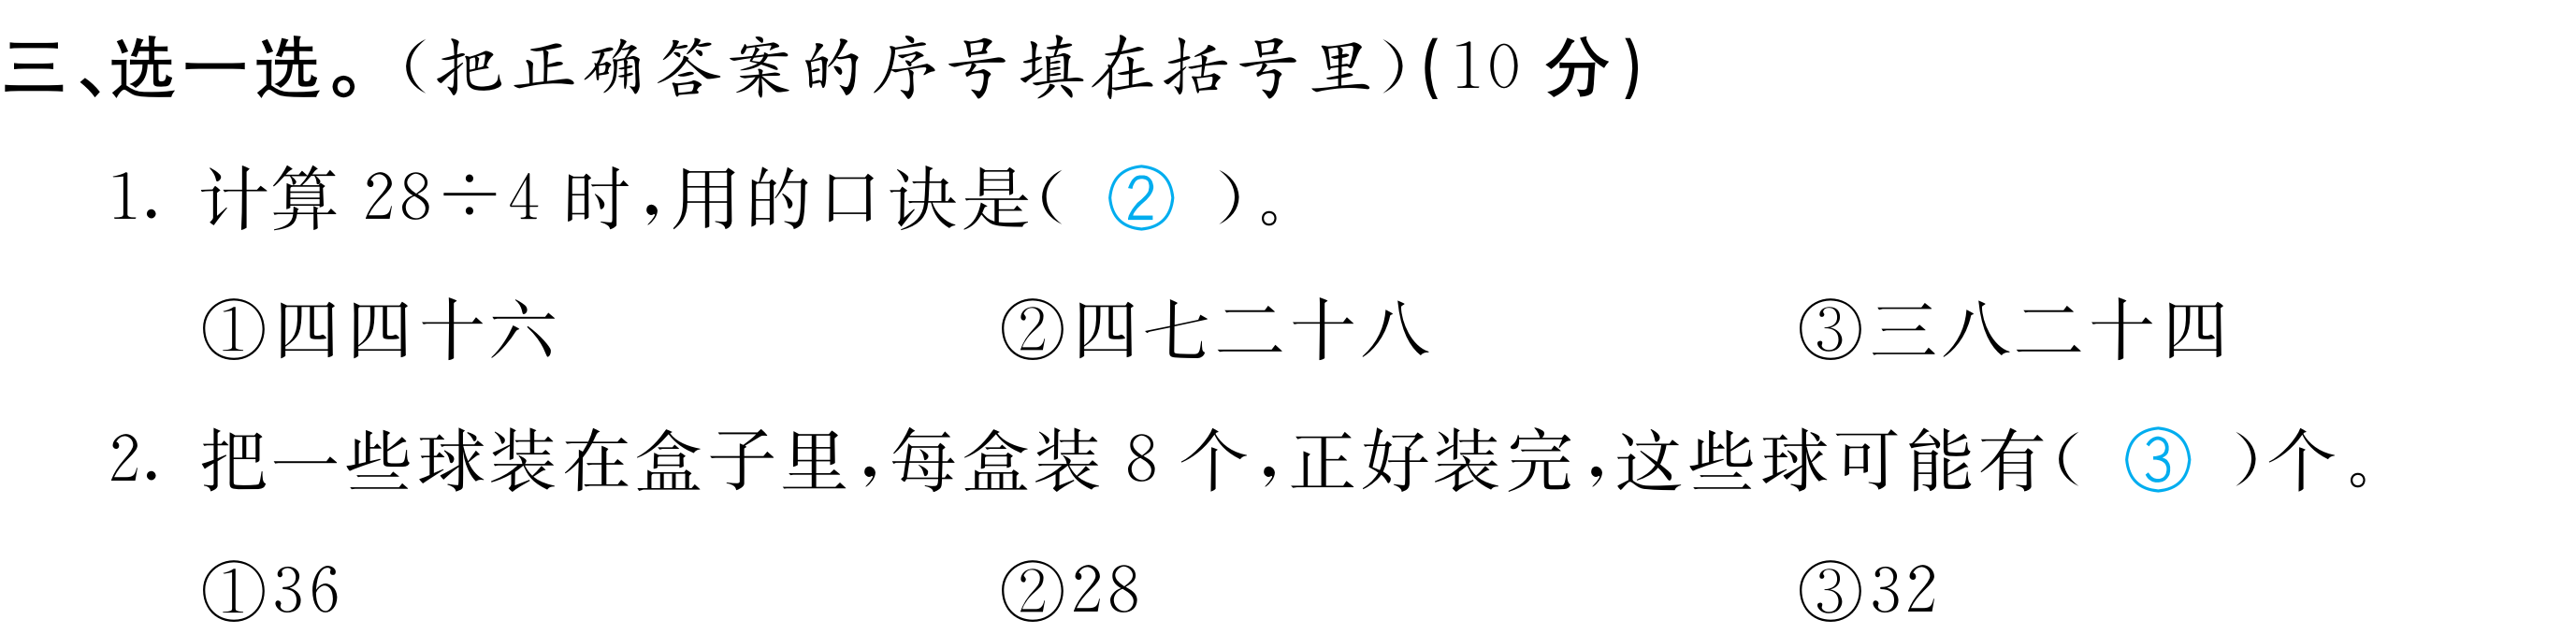 三、选一选。(把正确答案的序号填在括号里)(10 分)
1. 计算 28÷4 时,用的口诀是( ② )。
①四四十六 ②四七二十八 ③三八二十四
2. 把一些球装在盒子里,每盒装 8 个,正好装完,这些球可能有( ③ )个。
①36 ②28 ③32